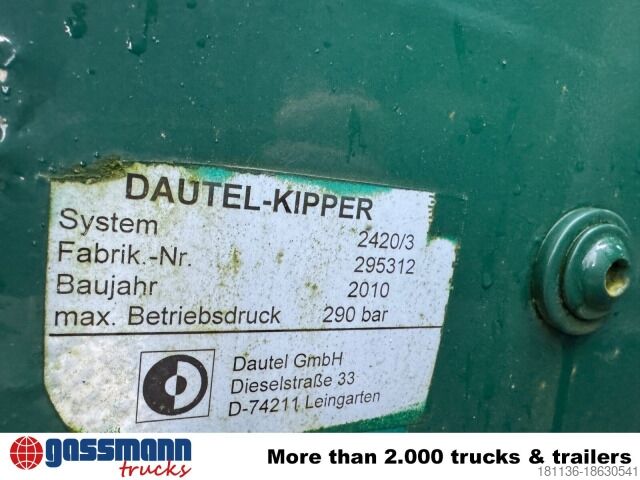 DAUTEL-KIPPER
System 2420/3
Fabrik.-Nr. 295312
Baujahr 2010
max. Betriebsdruck 290 bar
Dautel GmbH
Dieselstraße 33
D-74211 Leingarten
gassmann
trucks
More than 2.000 trucks & trailers
181136-18630541